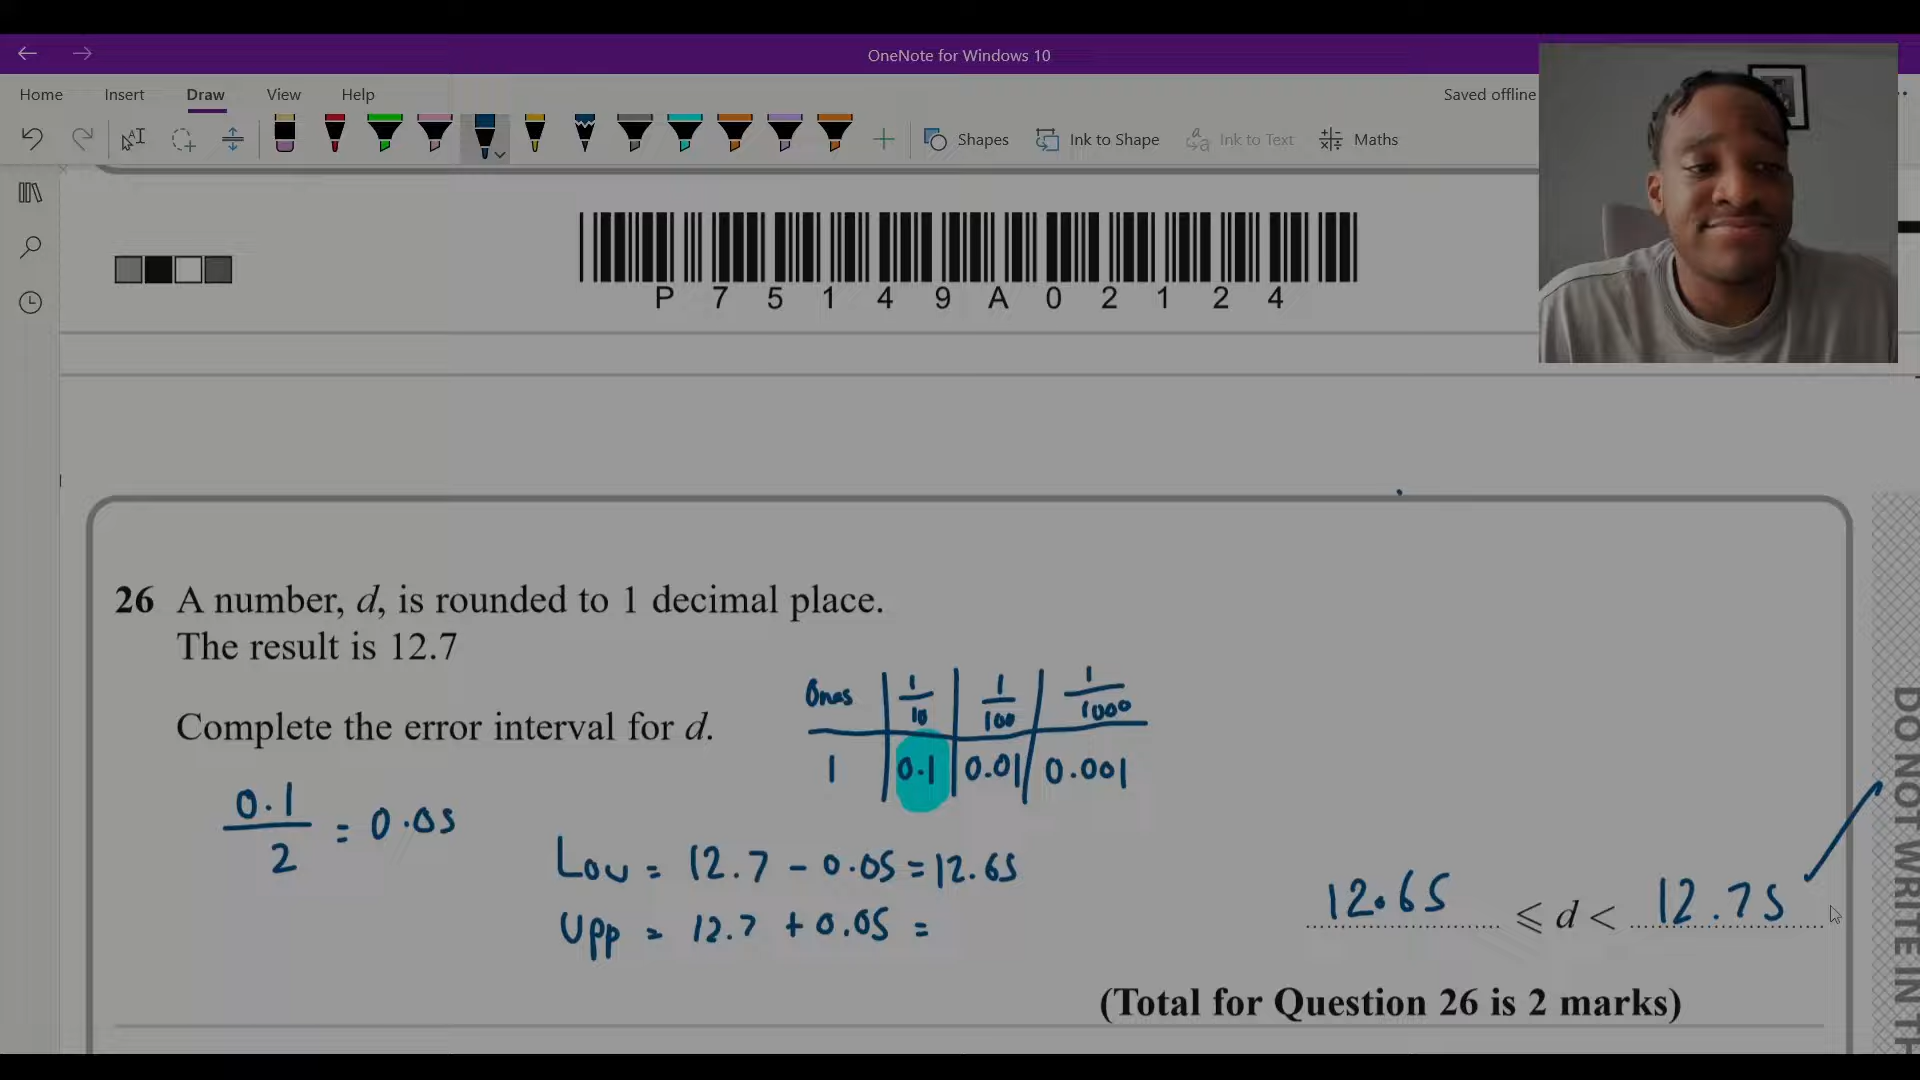 OneNote for Windows 10
Home Insert Draw View Help Saved offline
Shapes Ink to Shape Ink to Text Maths
P 7 5 1 4 9 A 0 2 1 2 4
26 A number, d, is rounded to 1 decimal place.
The result is 12.7
Complete the error interval for d.
Ones | 1/10 | 1/100 | 1/1000
1 | 0.1 | 0.01 | 0.001
0.1/2 = 0.05
Low = 12.7 - 0.05 = 12.65
Upp = 12.7 + 0.05 =
12.65 ⩽ d < 12.75
(Total for Question 26 is 2 marks)
DO NOT WRITE IN